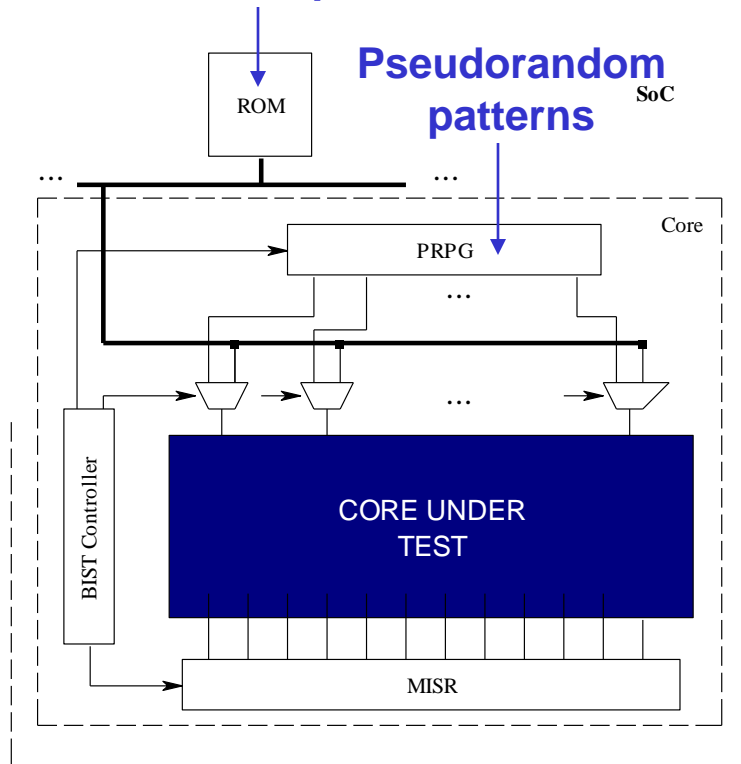 Pseudorandom
patterns
SoC
ROM
...
...
Core
PRPG
...
...
BIST Controller
CORE UNDER
TEST
MISR